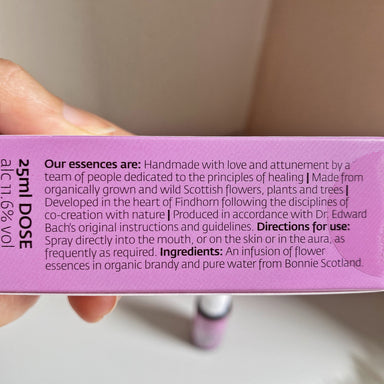 Our essences are: Handmade with love and attunement by a
team of people dedicated to the principles of healing | Made from
organically grown and wild Scottish flowers, plants and trees |
Developed in the heart of Findhorn following the disciplines of
co-creation with nature | Produced in accordance with Dr. Edward
Bach's original instructions and guidelines. Directions for use:
Spray directly into the mouth, or on the skin or in the aura, as
frequently as required. Ingredients: An infusion of flower
essences in organic brandy and pure water from Bonnie Scotland.
25ml DOSE
alc 11.6% vol